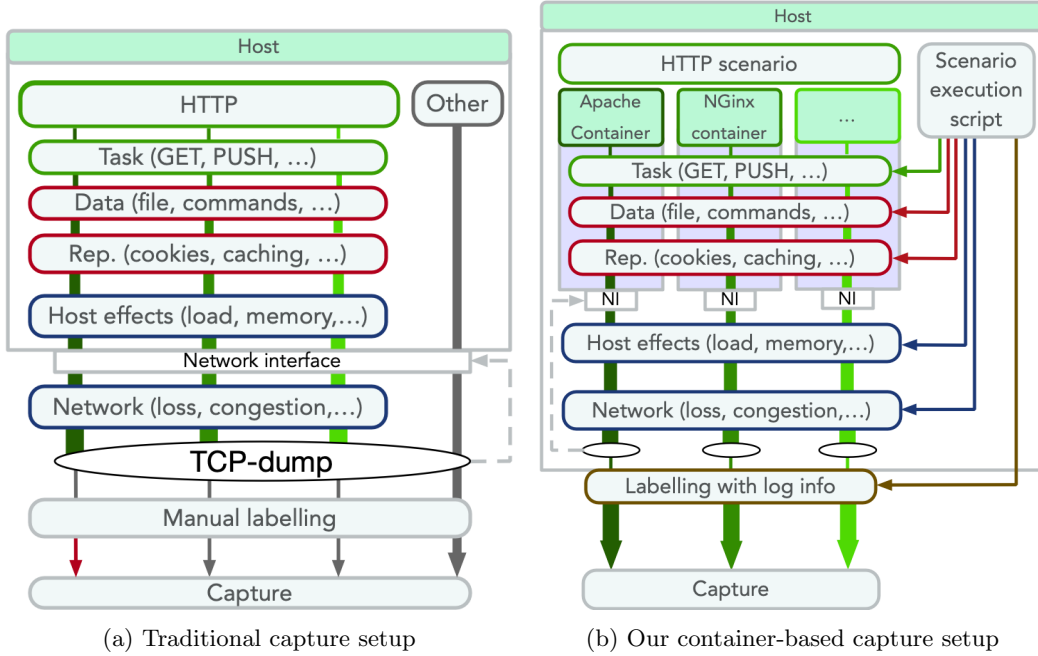 Host
HTTP
Other
Task (GET, PUSH, …)
Data (file, commands, …)
Rep. (cookies, caching, …)
Host effects (load, memory,…)
Network interface
Network (loss, congestion,…)
TCP-dump
Manual labelling
Capture
(a) Traditional capture setup
Host
HTTP scenario
Scenario
execution
script
Apache
Container
NGinx
container
…
Task (GET, PUSH, …)
Data (file, commands, …)
Rep. (cookies, caching, …)
NI
NI
NI
Host effects (load, memory,…)
Network (loss, congestion,…)
Labelling with log info
Capture
(b) Our container-based capture setup